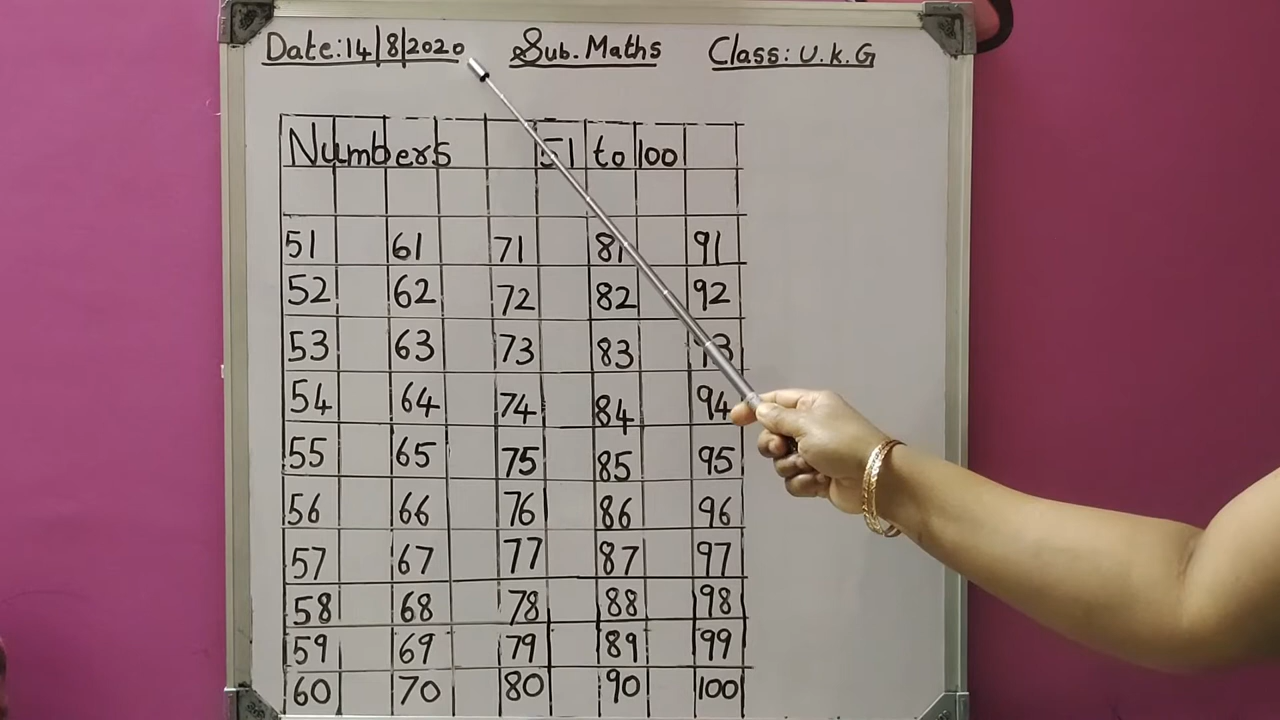 Date: 14|8|2020 Sub. Maths Class: U.K.G
Numbers 51 to 100
51 61 71 81 91
52 62 72 82 92
53 63 73 83 93
54 64 74 84 94
55 65 75 85 95
56 66 76 86 96
57 67 77 87 97
58 68 78 88 98
59 69 79 89 99
60 70 80 90 100